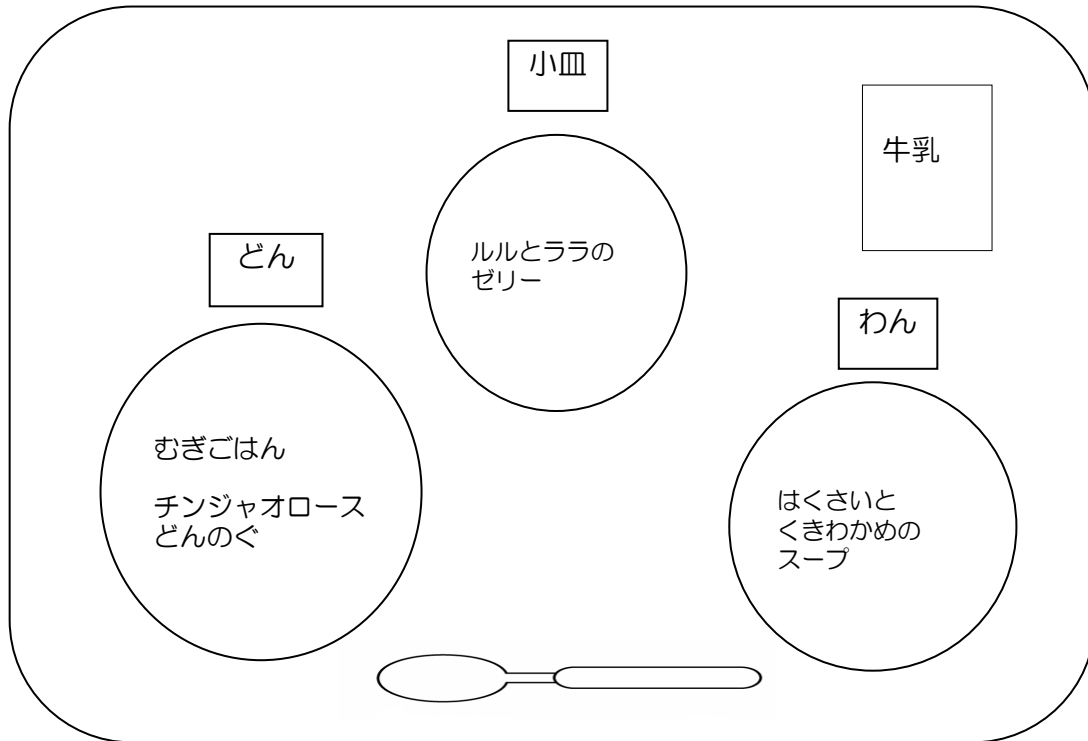 小皿
牛乳
ルルとララの
ゼリー
どん
わん
むぎごはん
チンジャオロース
どんのぐ
はくさいと
くきわかめの
スープ